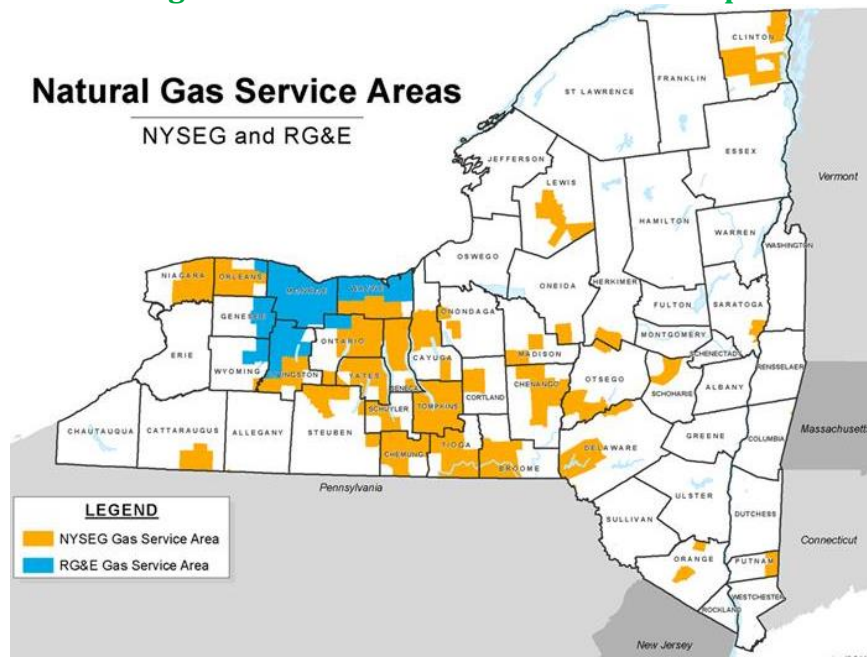 Natural Gas Service Areas
NYSEG and RG&E
CLINTON
FRANKLIN
ST LAWRENCE
ESSEX
JEFFERSON
LEWIS
Vermont
HAMILTON
WARREN
WASHINGTON
OSWEGO
ONEIDA
HERKIMER
NIAGARA
ORLEANS
MONROE
WAYNE
FULTON
SARATOGA
GENESEE
ONONDAGA
MONTGOMERY
ONTARIO
CAYUGA
MADISON
SCHENECTADY
ERIE
WYOMING
LIVINGSTON
YATES
SENECA
OTSEGO
RENSSELAER
CORTLAND
CHENANGO
SCHOHARIE
ALBANY
SCHUYLER
TOMPKINS
CHAUTAUQUA
CATTARAUGUS
ALLEGANY
STEUBEN
Massachusetts
TIOGA
DELAWARE
GREENE
COLUMBIA
CHEMUNG
BROOME
Pennsylvania
ULSTER
SULLIVAN
DUTCHESS
LEGEND
NYSEG Gas Service Area
RG&E Gas Service Area
Connecticut
ORANGE
PUTNAM
WESTCHESTER
ROCKLAND
New Jersey